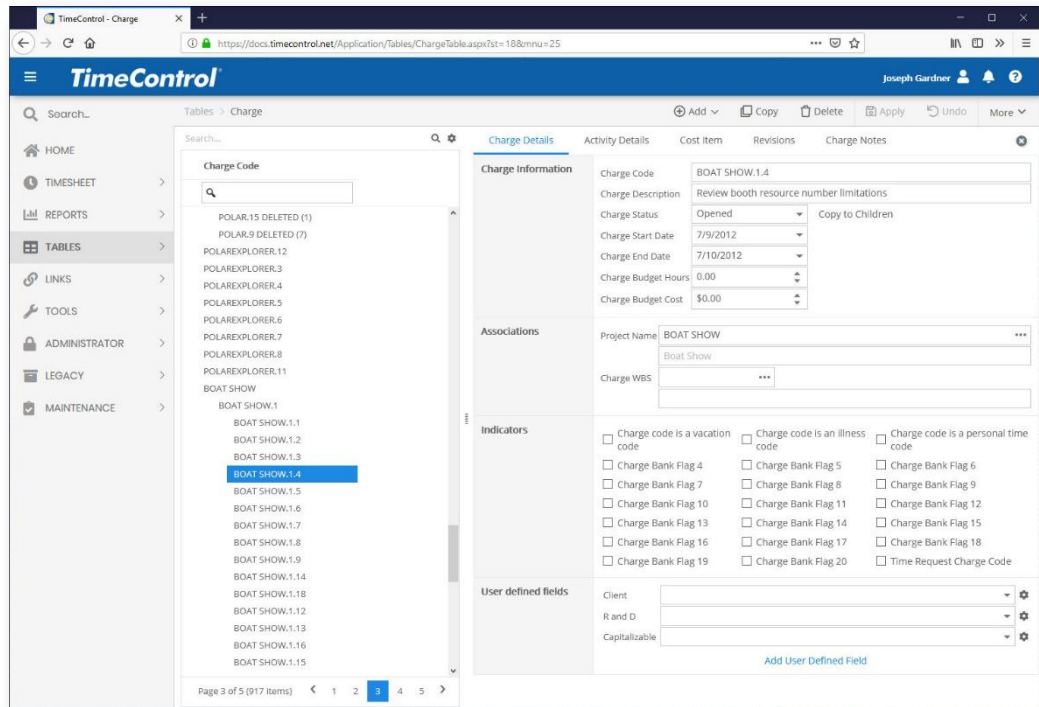 TimeControl - Charge
https://docs.timecontrol.net/Application/Tables/ChargeTable.aspx?st=18&mnu=25
TimeControl
Joseph Gardner
Search...
HOME
TIMESHEET
REPORTS
TABLES
LINKS
TOOLS
ADMINISTRATOR
LEGACY
MAINTENANCE
Tables > Charge
Add
Copy
Delete
Apply
Undo
More
Search...
Charge Code
POLAR.15 DELETED (1)
POLAR.9 DELETED (7)
POLAREXPLORER.12
POLAREXPLORER.3
POLAREXPLORER.4
POLAREXPLORER.5
POLAREXPLORER.6
POLAREXPLORER.7
POLAREXPLORER.8
POLAREXPLORER.11
BOAT SHOW
BOAT SHOW.1
BOAT SHOW.1.1
BOAT SHOW.1.2
BOAT SHOW.1.3
BOAT SHOW.1.4
BOAT SHOW.1.5
BOAT SHOW.1.6
BOAT SHOW.1.7
BOAT SHOW.1.8
BOAT SHOW.1.9
BOAT SHOW.1.14
BOAT SHOW.1.18
BOAT SHOW.1.12
BOAT SHOW.1.13
BOAT SHOW.1.16
BOAT SHOW.1.15
Page 3 of 5 (917 items) 1 2 3 4 5
Charge Details Activity Details Cost Item Revisions Charge Notes
Charge Information
Charge Code BOAT SHOW.1.4
Charge Description Review booth resource number limitations
Charge Status Opened Copy to Children
Charge Start Date 7/9/2012
Charge End Date 7/10/2012
Charge Budget Hours 0.00
Charge Budget Cost $0.00
Associations
Project Name BOAT SHOW
Boat Show
Charge WBS
Indicators
Charge code is a vacation code
Charge code is an illness code
Charge code is a personal time code
Charge Bank Flag 4 Charge Bank Flag 5 Charge Bank Flag 6
Charge Bank Flag 7 Charge Bank Flag 8 Charge Bank Flag 9
Charge Bank Flag 10 Charge Bank Flag 11 Charge Bank Flag 12
Charge Bank Flag 13 Charge Bank Flag 14 Charge Bank Flag 15
Charge Bank Flag 16 Charge Bank Flag 17 Charge Bank Flag 18
Charge Bank Flag 19 Charge Bank Flag 20 Time Request Charge Code
User defined fields
Client
R and D
Capitalizable
Add User Defined Field